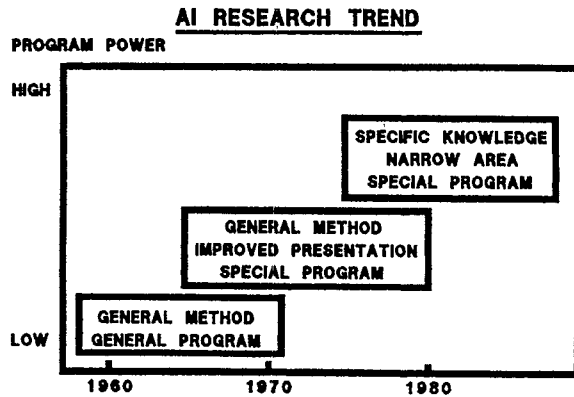 AI RESEARCH TREND
PROGRAM POWER
HIGH
SPECIFIC KNOWLEDGE
NARROW AREA
SPECIAL PROGRAM
GENERAL METHOD
IMPROVED PRESENTATION
SPECIAL PROGRAM
GENERAL METHOD
GENERAL PROGRAM
LOW
1960 1970 1980